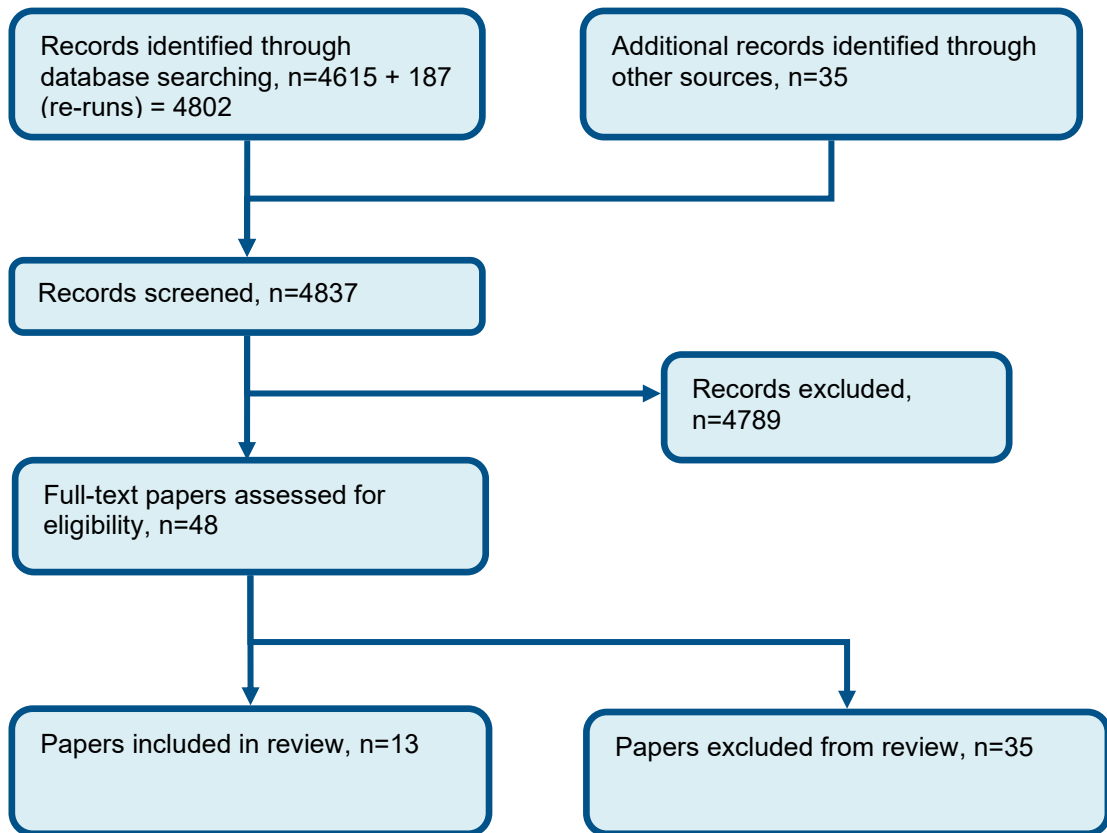 Records identified through
database searching, n=4615 + 187
(re-runs) = 4802
Additional records identified through
other sources, n=35
Records screened, n=4837
Records excluded,
n=4789
Full-text papers assessed for
eligibility, n=48
Papers included in review, n=13
Papers excluded from review, n=35